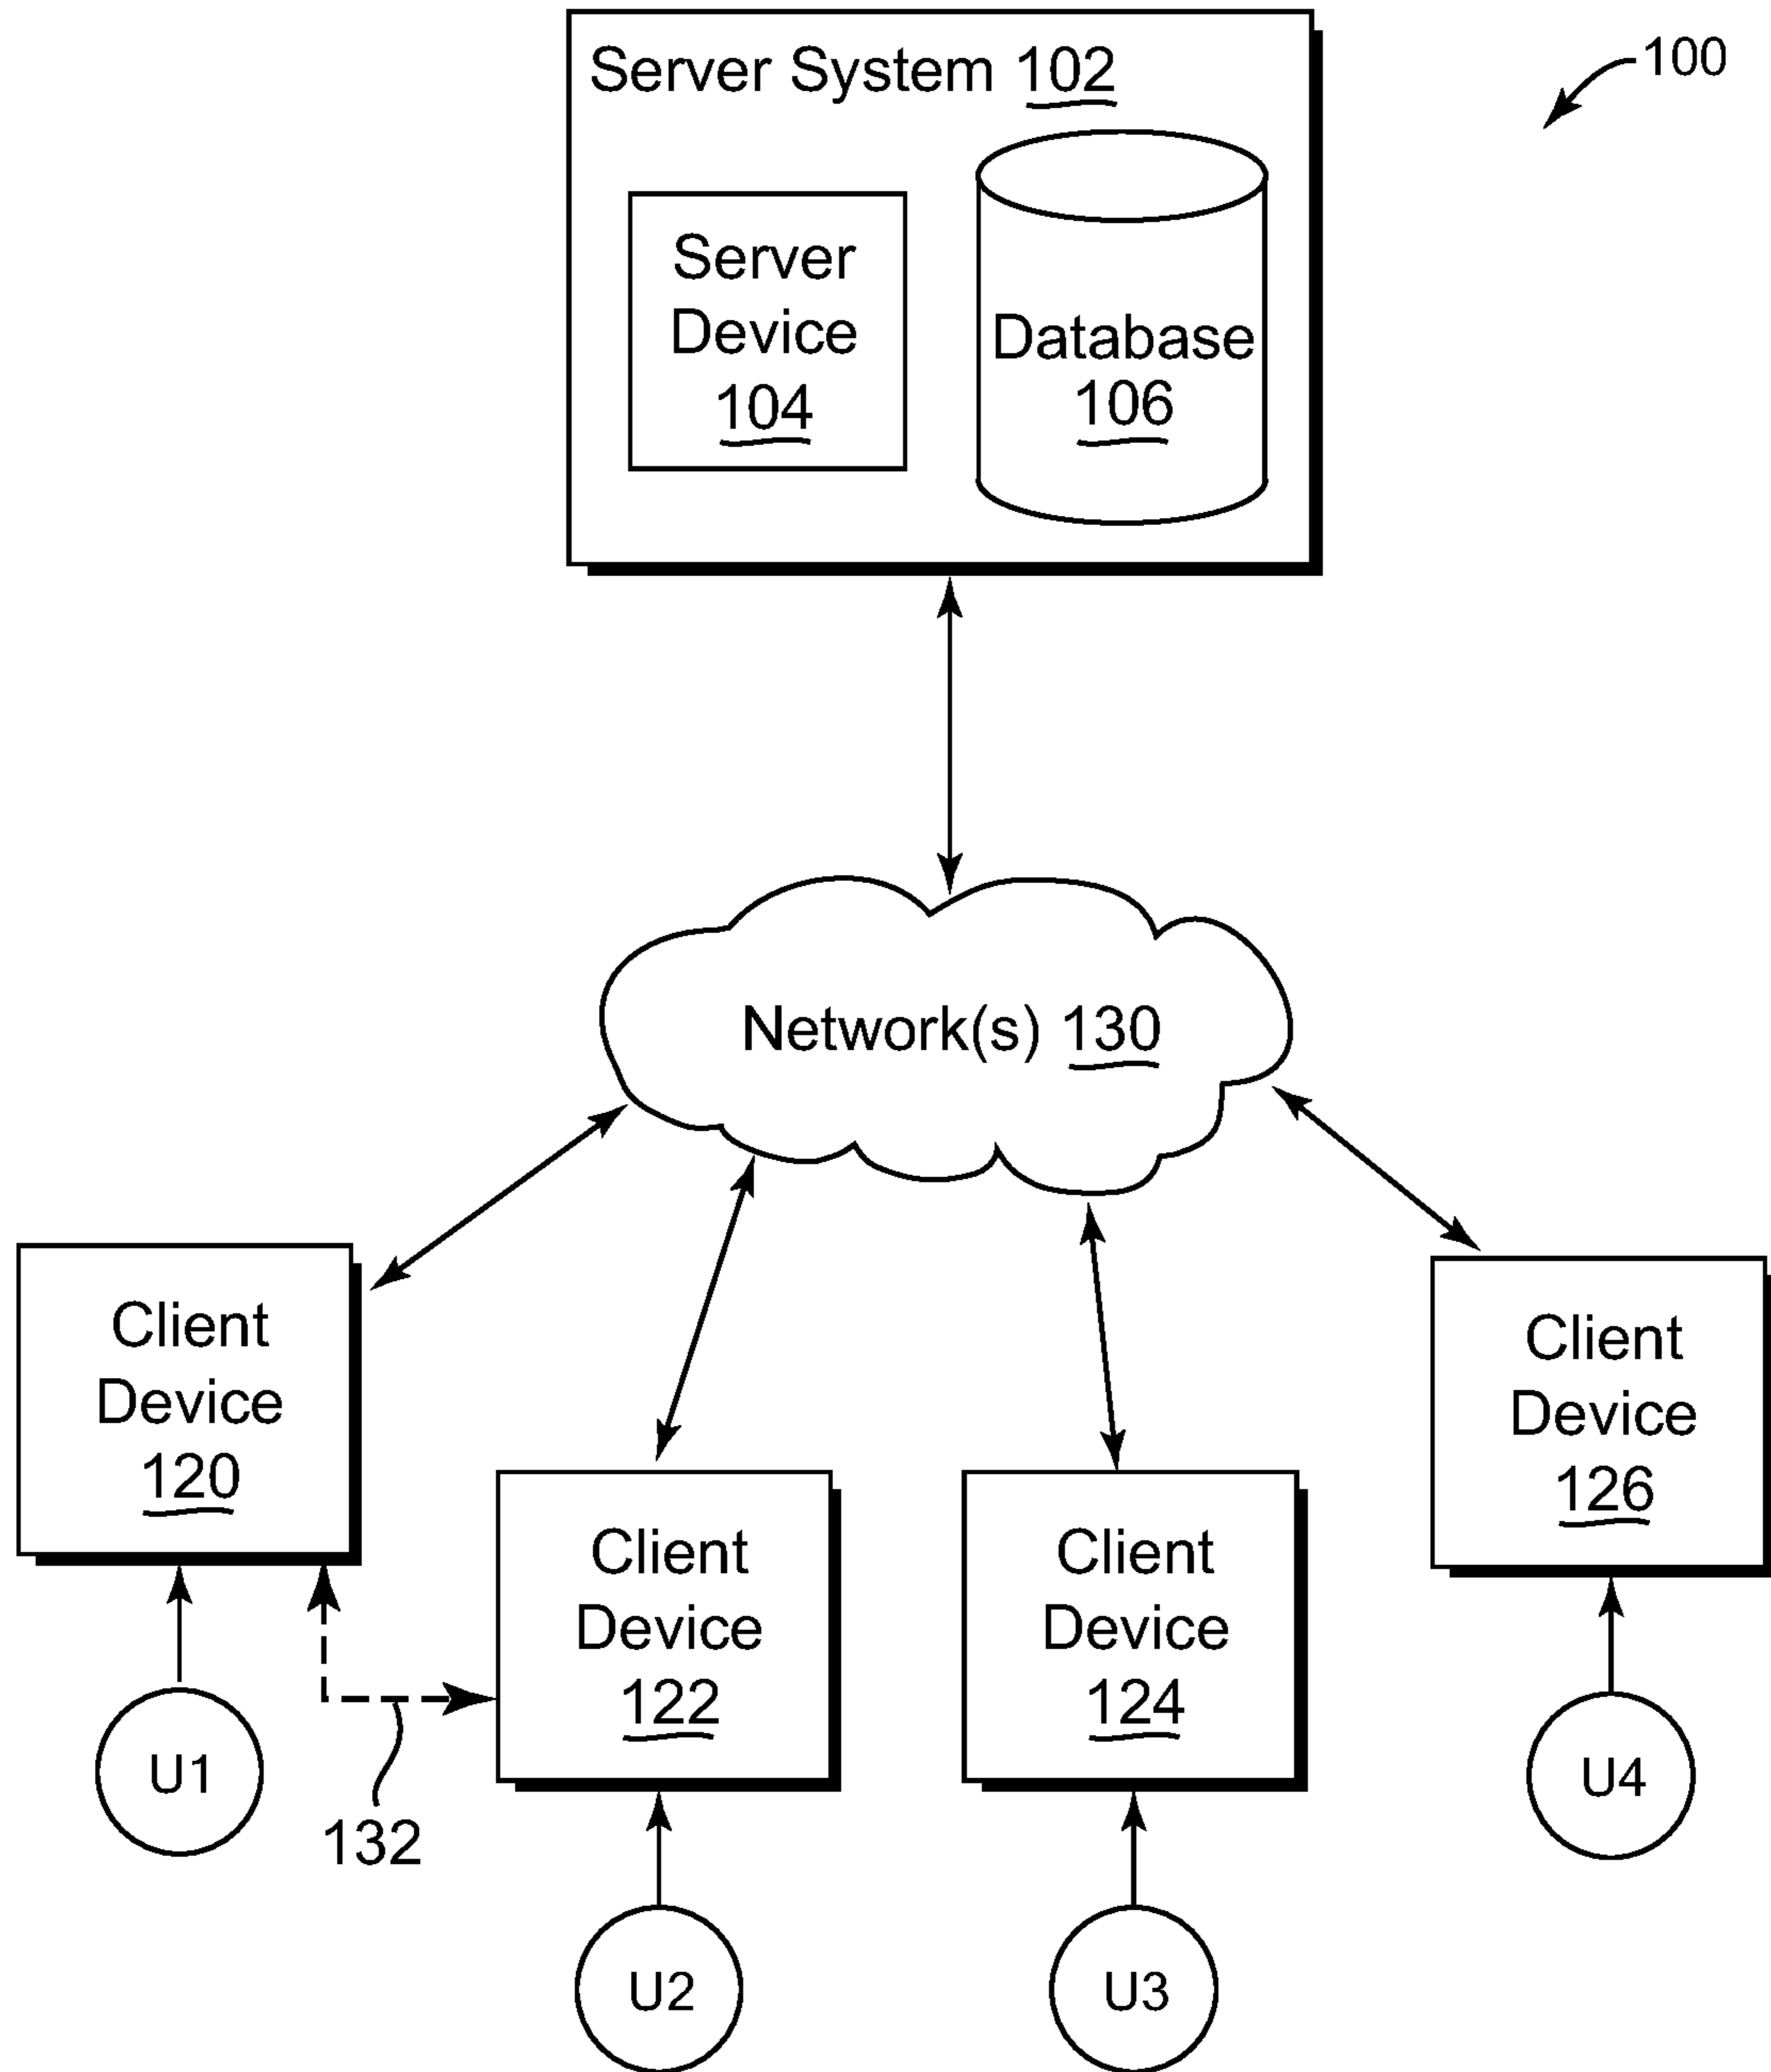 Server System 102
100
Server
Device
104
Database
106
Network(s) 130
Client
Device
120
Client
Device
122
Client
Device
124
Client
Device
126
U1
132
U2
U3
U4